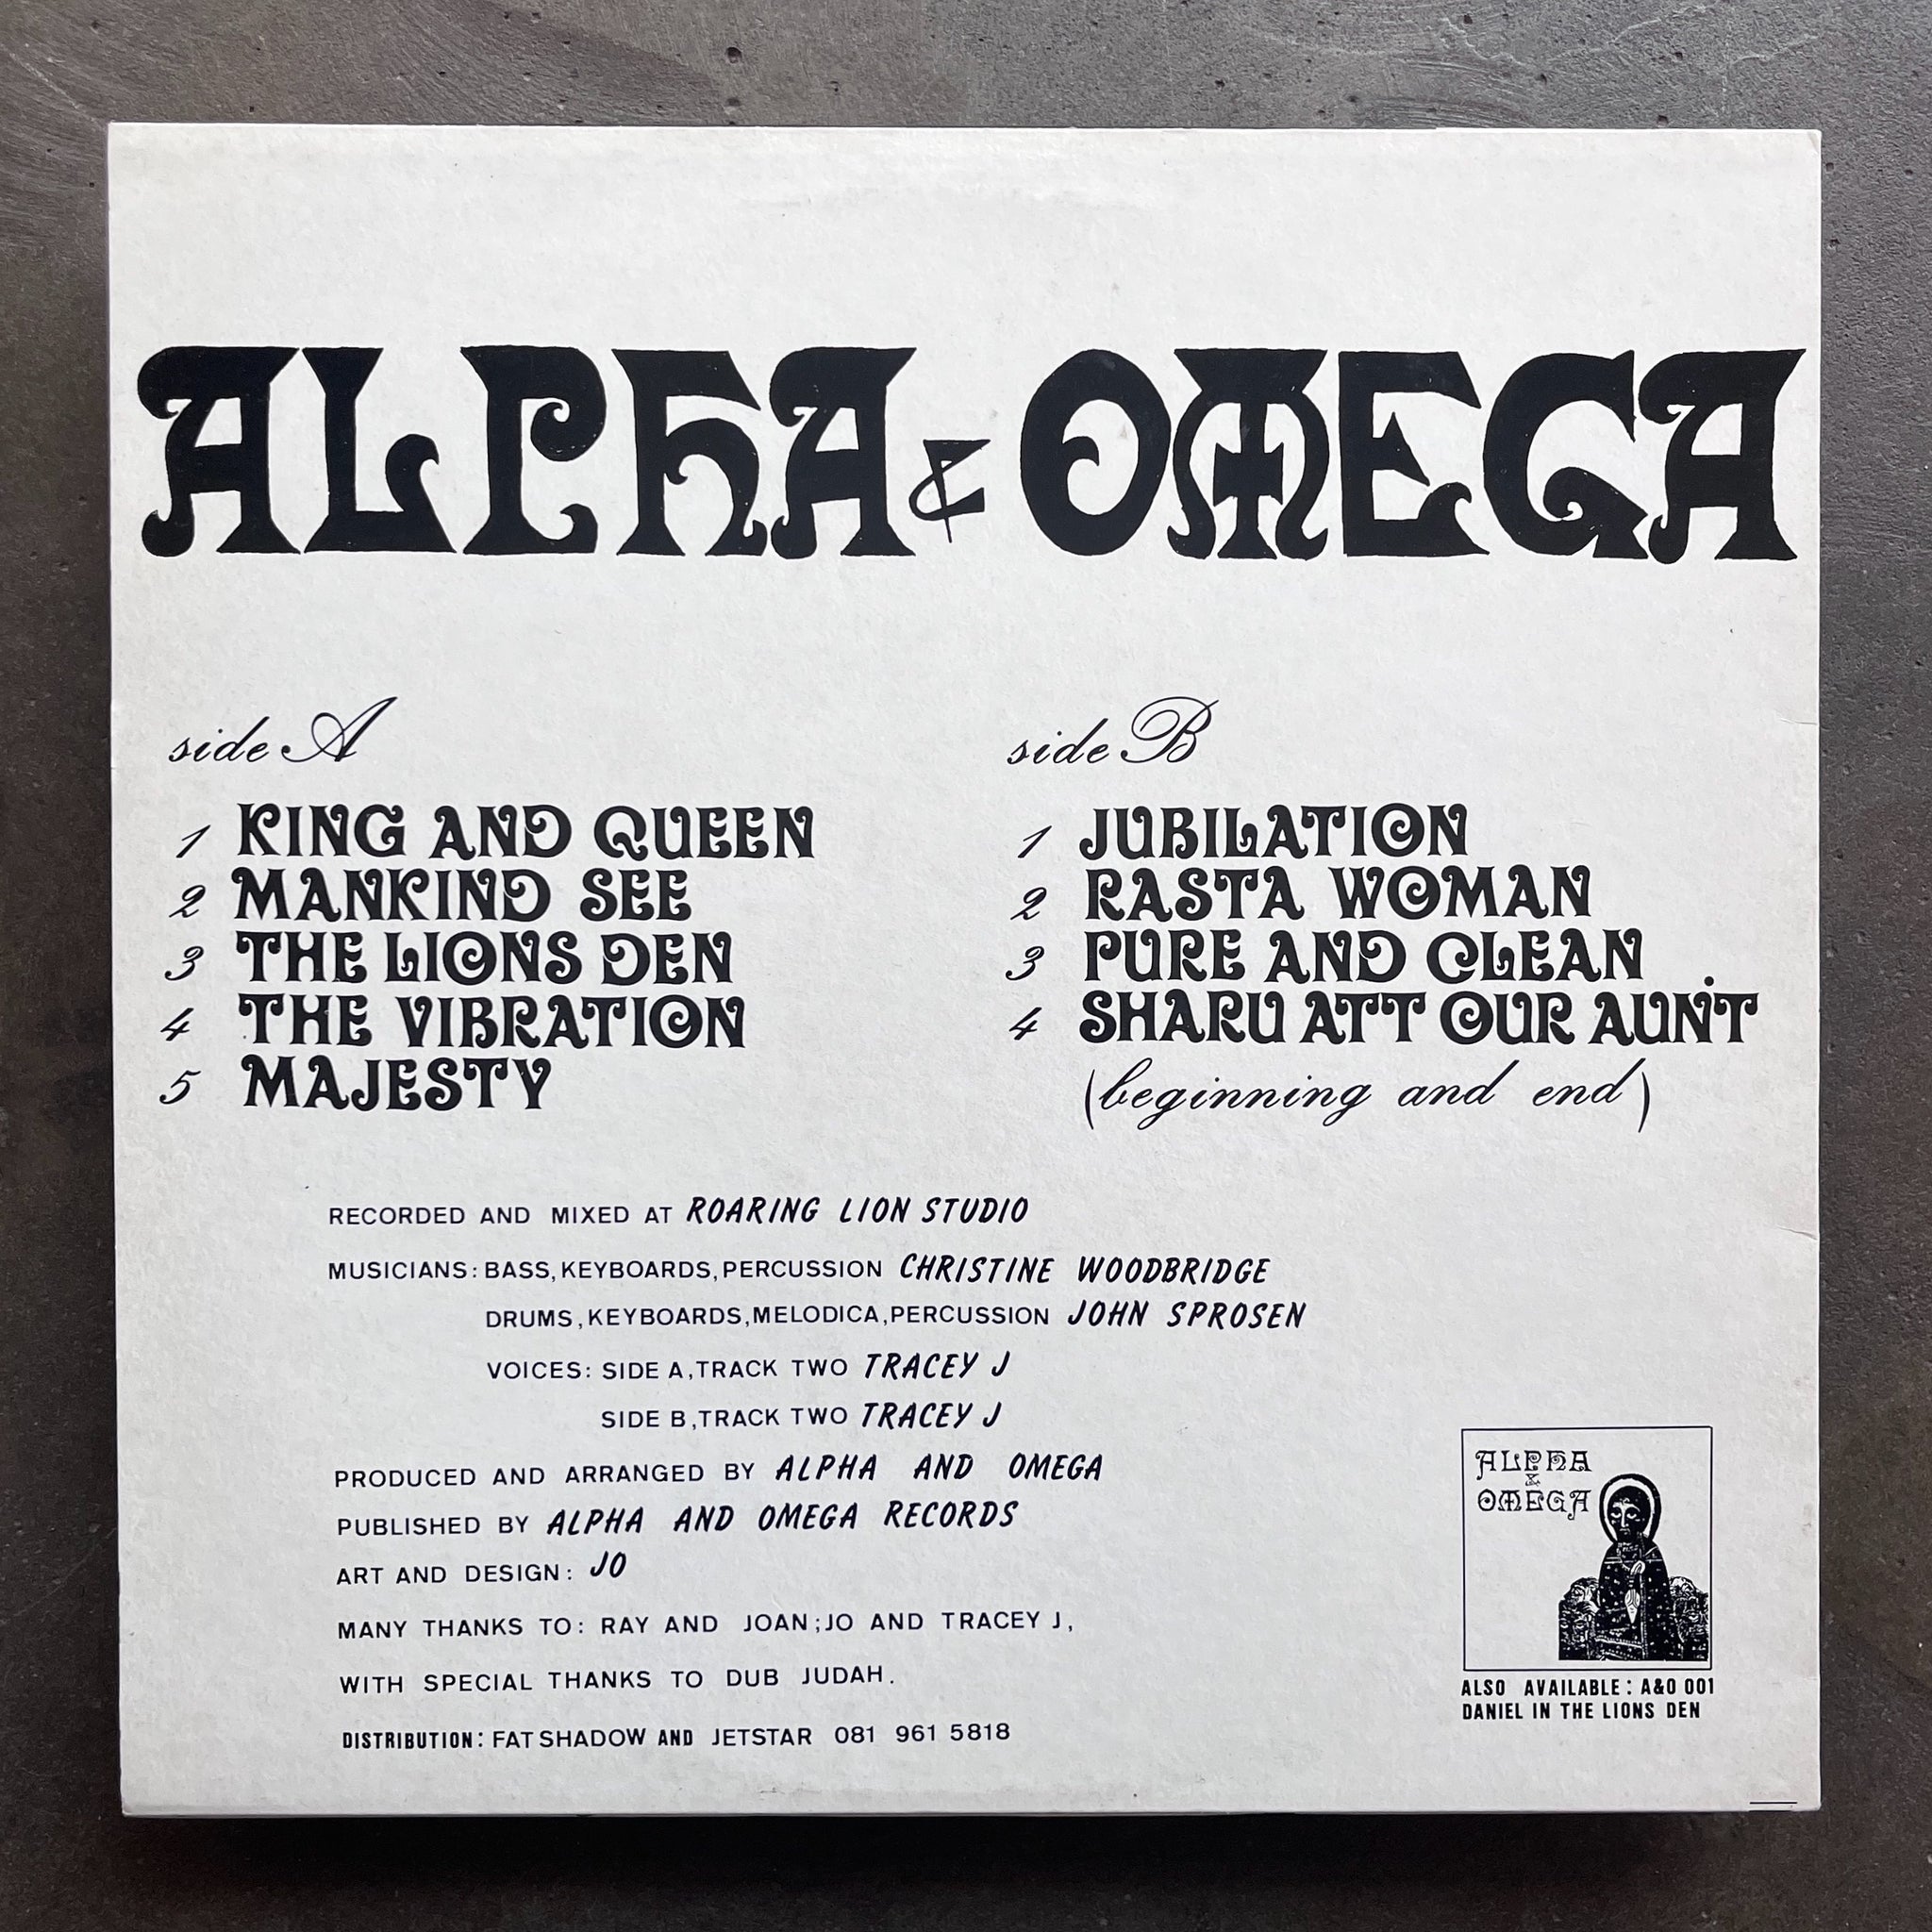 ALPHA & OMEGA
side A
1 KING AND QUEEN
2 MANKIND SEE
3 THE LIONS DEN
4 THE VIBRATION
5 MAJESTY
side B
1 JUBILATION
2 RASTA WOMAN
3 PURE AND CLEAN
4 SHARU ATT OUR AUN̓T
(beginning and end)
RECORDED AND MIXED AT ROARING LION STUDIO
MUSICIANS: BASS, KEYBOARDS, PERCUSSION CHRISTINE WOODBRIDGE
DRUMS, KEYBOARDS, MELODICA, PERCUSSION JOHN SPROSEN
VOICES: SIDE A, TRACK TWO TRACEY J
SIDE B, TRACK TWO TRACEY J
PRODUCED AND ARRANGED BY ALPHA AND OMEGA
PUBLISHED BY ALPHA AND OMEGA RECORDS
ART AND DESIGN: JO
MANY THANKS TO: RAY AND JOAN; JO AND TRACEY J,
WITH SPECIAL THANKS TO DUB JUDAH.
DISTRIBUTION: FAT SHADOW AND JETSTAR 081 961 5818
ALPHA
&
OMEGA
ALSO AVAILABLE: A&O 001
DANIEL IN THE LIONS DEN